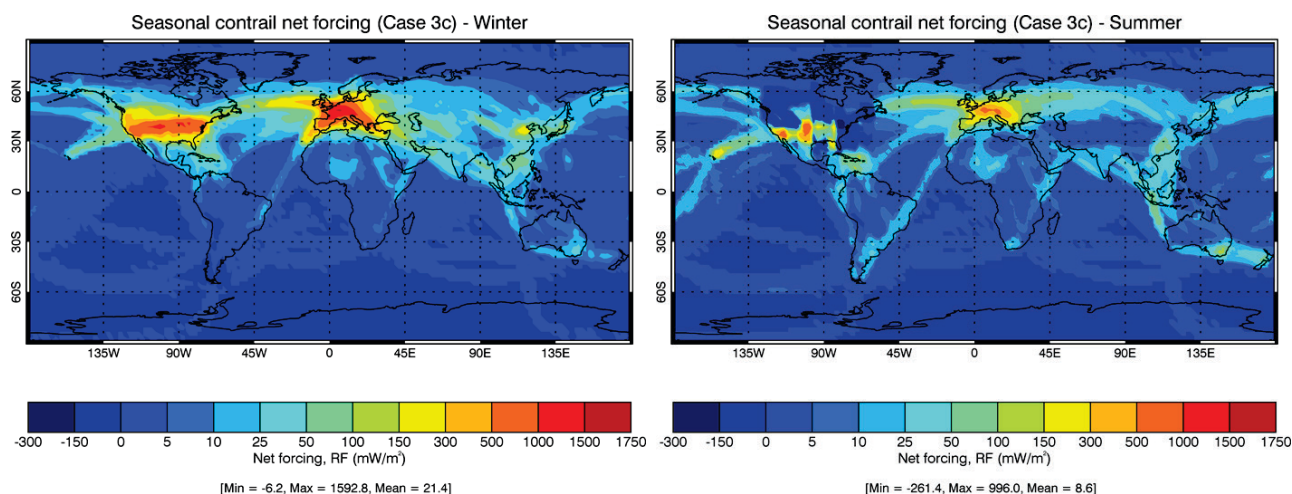 Seasonal contrail net forcing (Case 3c) - Winter
60N
30N
0
30S
60S
135W 90W 45W 0 45E 90E 135E
-300 -150 0 5 10 25 50 100 150 300 500 1000 1750
Net forcing, RF (mW/m²)
[Min = -6.2, Max = 1592.8, Mean = 21.4]
Seasonal contrail net forcing (Case 3c) - Summer
60N
30N
0
30S
60S
135W 90W 45W 0 45E 90E 135E
-300 -150 0 5 10 25 50 100 150 300 500 1000 1750
Net forcing, RF (mW/m²)
[Min = -261.4, Max = 996.0, Mean = 8.6]